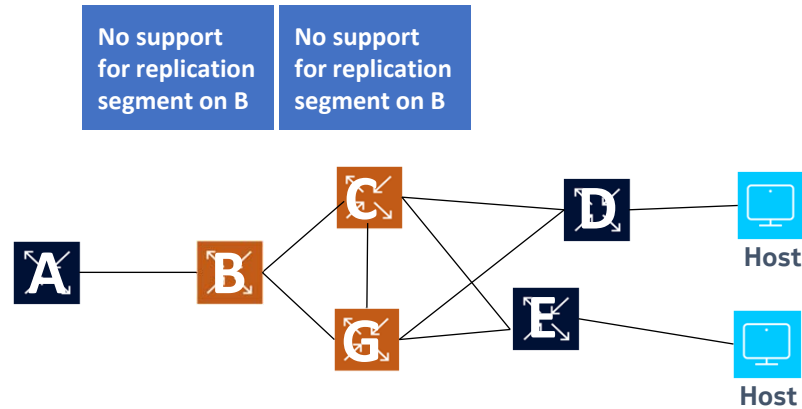 No support
for replication
segment on B
No support
for replication
segment on B
C
D
Host
A
B
E
G
Host